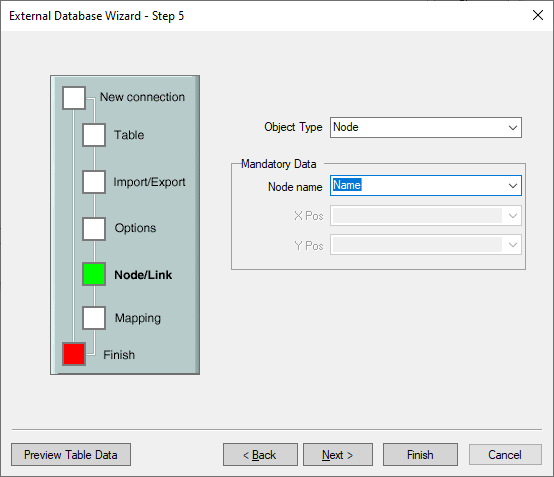 External Database Wizard - Step 5
New connection
Table
Import/Export
Options
Node/Link
Mapping
Finish
Object Type
Node
Mandatory Data
Node name
Name
X Pos
Y Pos
Preview Table Data
< Back
Next >
Finish
Cancel